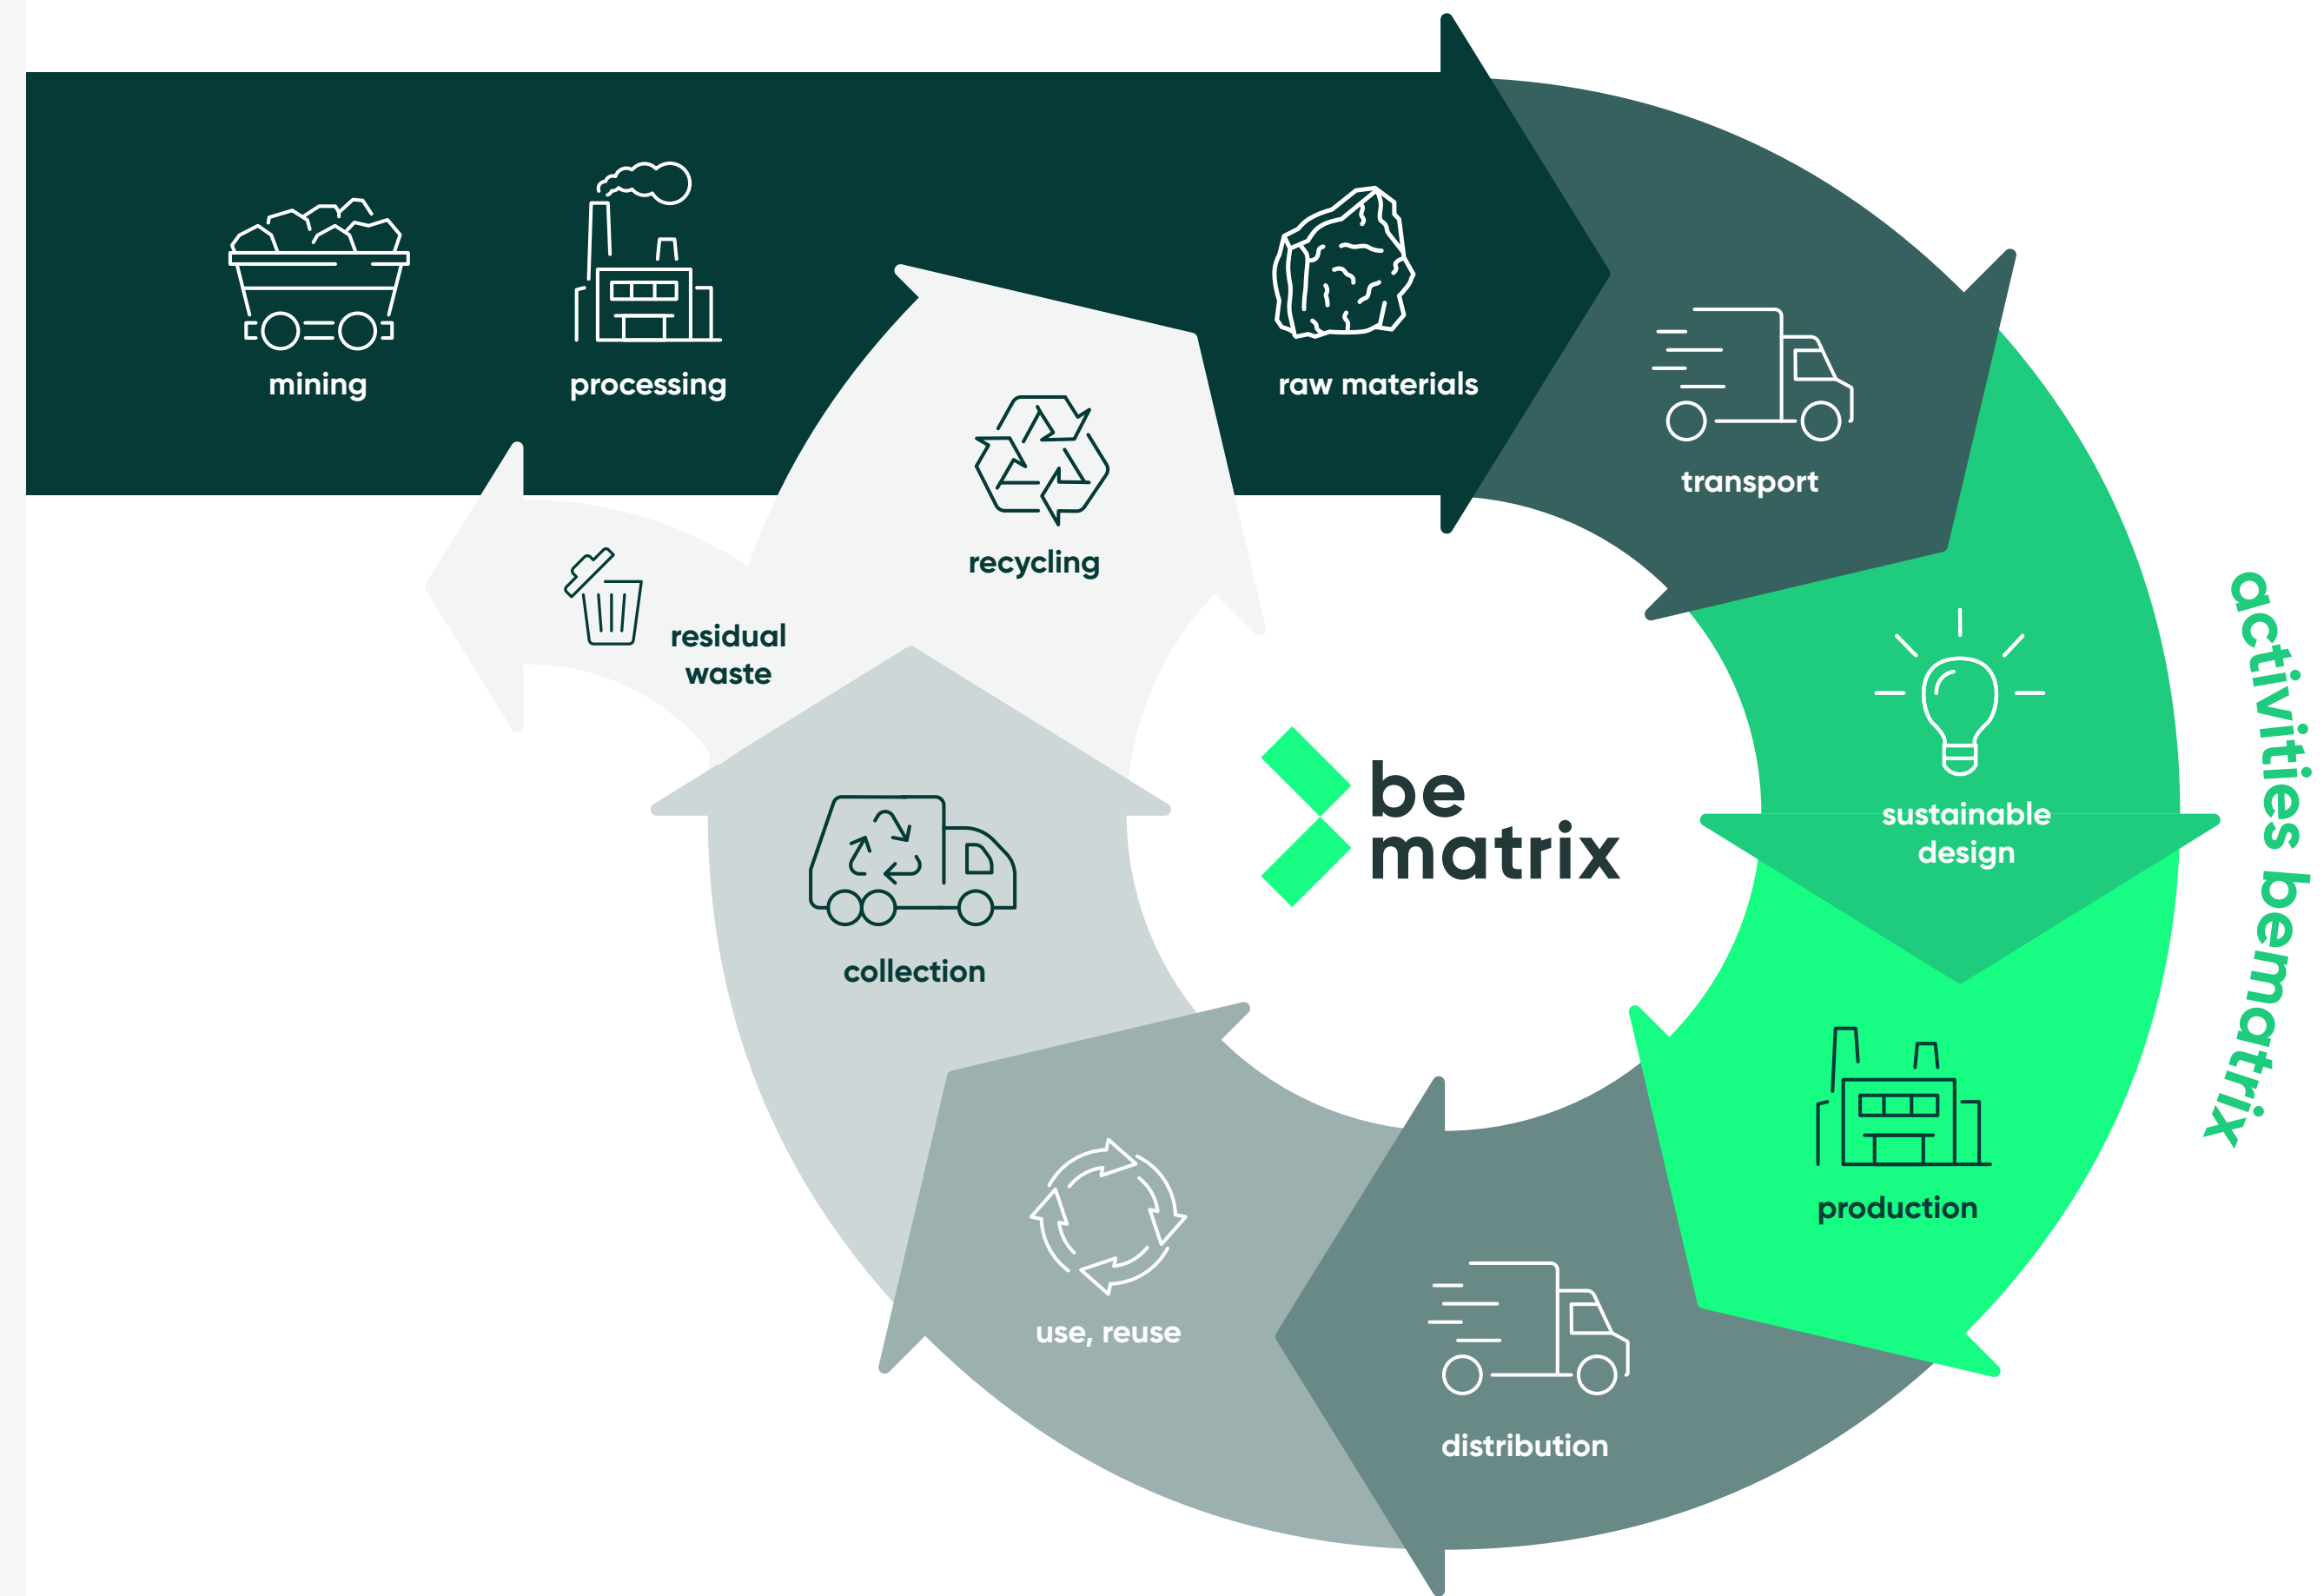 mining
processing
raw materials
transport
recycling
residual
waste
sustainable
design
be
matrix
collection
production
use, reuse
distribution
activities bematrix